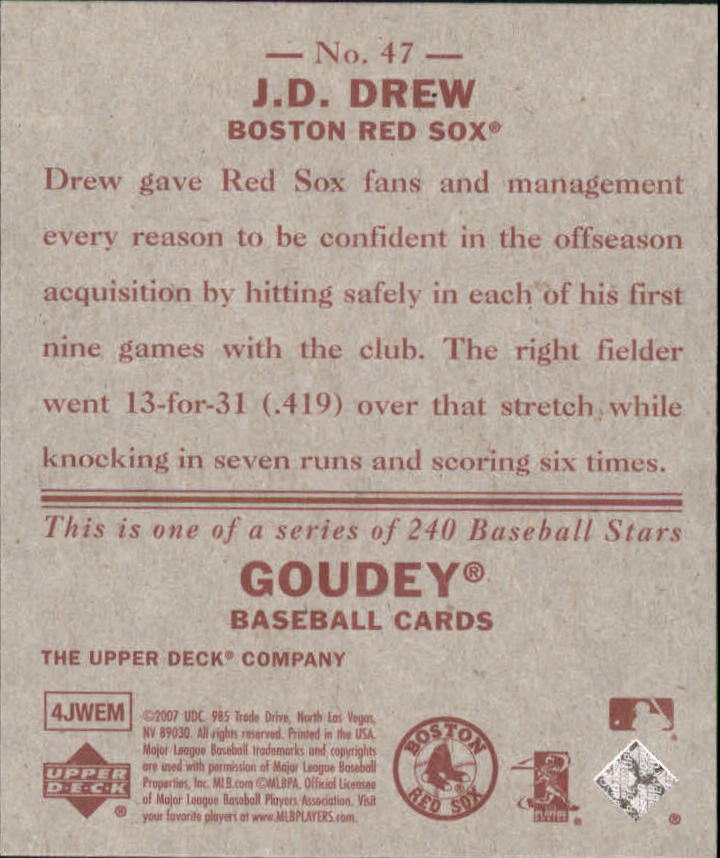 — No. 47 —
J.D. DREW
BOSTON RED SOX®
Drew gave Red Sox fans and management
every reason to be confident in the offseason
acquisition by hitting safely in each of his first
nine games with the club. The right fielder
went 13-for-31 (.419) over that stretch while
knocking in seven runs and scoring six times.
This is one of a series of 240 Baseball Stars
GOUDEY®
BASEBALL CARDS
THE UPPER DECK® COMPANY
4JWEM
UPPER
D·E·C·K
®
©2007 UDC, 985 Trade Drive, North Las Vegas,
NV 89030. All rights reserved. Printed in the USA.
Major League Baseball trademarks and copyrights
are used with permission of Major League Baseball
Properties, Inc. MLB.com ©MLBPA. Official Licensee
of Major League Baseball Players Association. Visit
your favorite players at www.MLBPLAYERS.com.
BOSTON
RED SOX
®
®
®